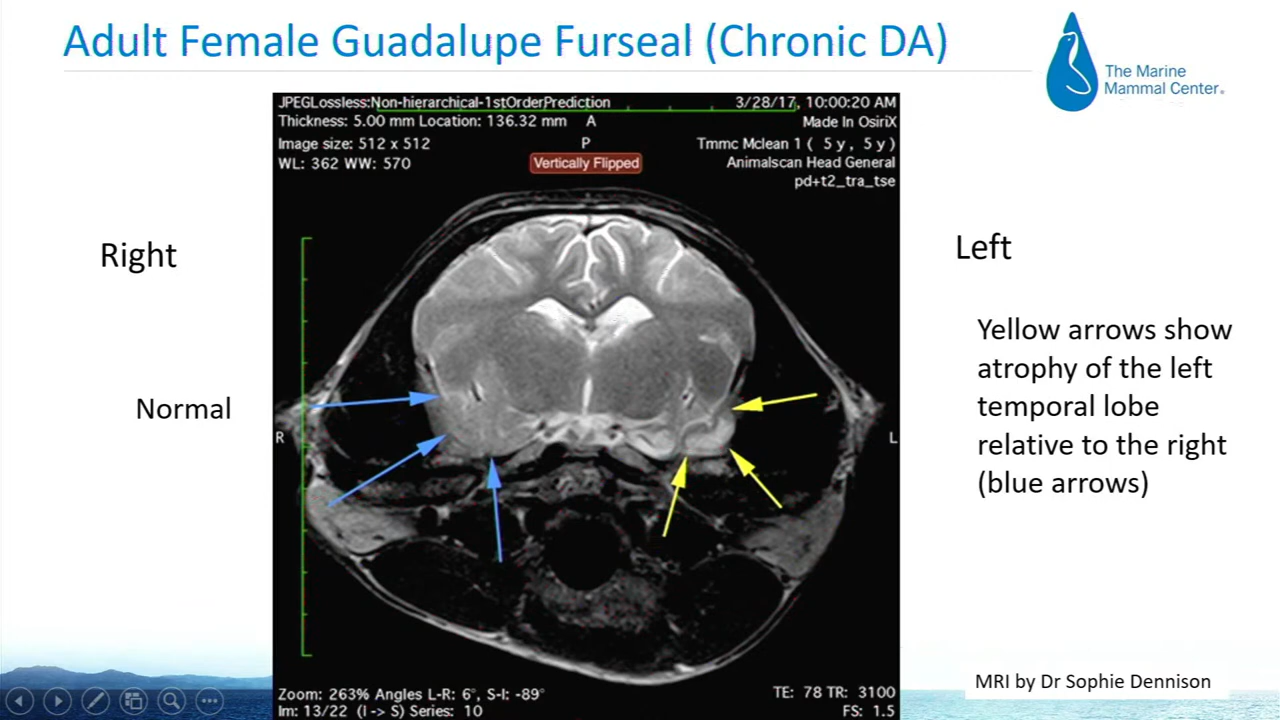 Adult Female Guadalupe Furseal (Chronic DA)
The Marine
Mammal Center®
JPEGLossless:Non-hierarchical-1stOrderPrediction
3/28/17, 10:00:20 AM
Thickness: 5.00 mm Location: 136.32 mm
A
Made In OsiriX
Image size: 512 x 512
P
Tmmc Mclean 1 ( 5 y, 5 y)
WL: 362 WW: 570
Vertically Flipped
Animalscan Head General
pd+t2_tra_tse
Right
Left
Yellow arrows show
atrophy of the left
temporal lobe
relative to the right
(blue arrows)
Normal
R
L
Zoom: 263% Angles L-R: 6° , S-I: -89°
TE: 78 TR: 3100
Im: 13/22 (I -> S) Series: 10
FS: 1.5
MRI by Dr Sophie Dennison